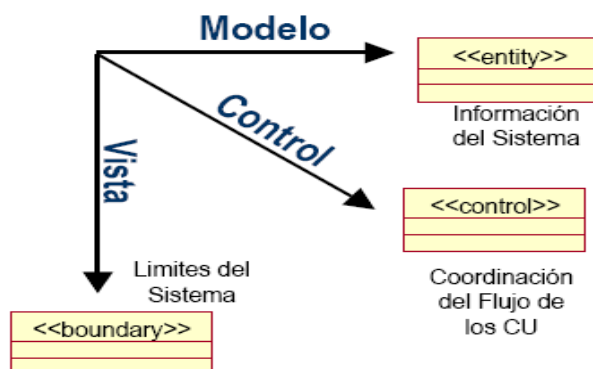 Modelo
<<entity>>
Información
del Sistema
Control
<<control>>
Coordinación
del Flujo de
los CU
Vista
Limites del
Sistema
<<boundary>>